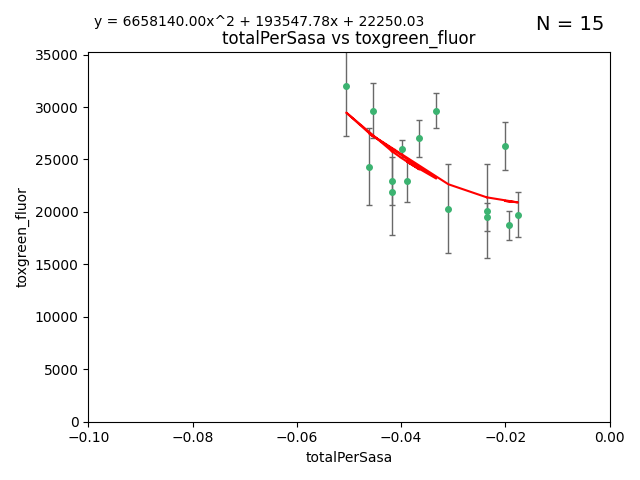 y = 6658140.00x^2 + 193547.78x + 22250.03
N = 15
totalPerSasa vs toxgreen_fluor
35000
30000
25000
20000
15000
10000
5000
0
toxgreen_fluor
−0.10
−0.08
−0.06
−0.04
−0.02
0.00
totalPerSasa